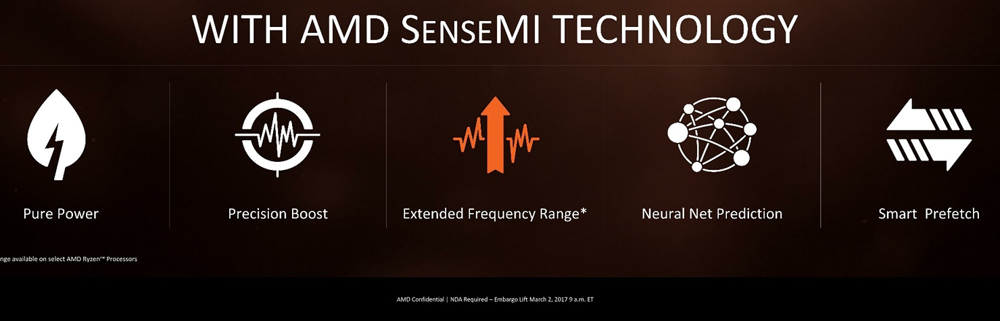 WITH AMD SENSEMI TECHNOLOGY
Pure Power
Precision Boost
Extended Frequency Range*
Neural Net Prediction
Smart Prefetch
nge available on select AMD Ryzen™ Processors
AMD Confidential | NDA Required – Embargo Lift March 2, 2017 9 a.m. ET